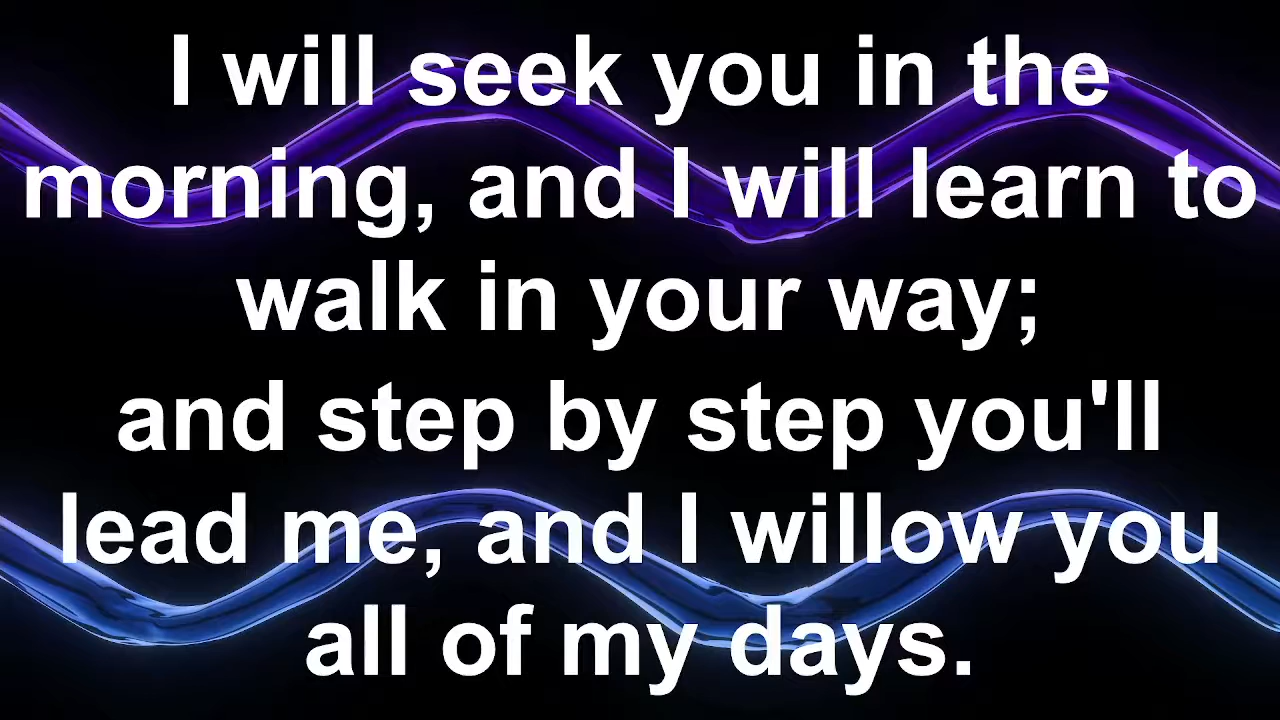 I will seek you in the
morning, and I will learn to
walk in your way;
and step by step you'll
lead me, and I willow you
all of my days.